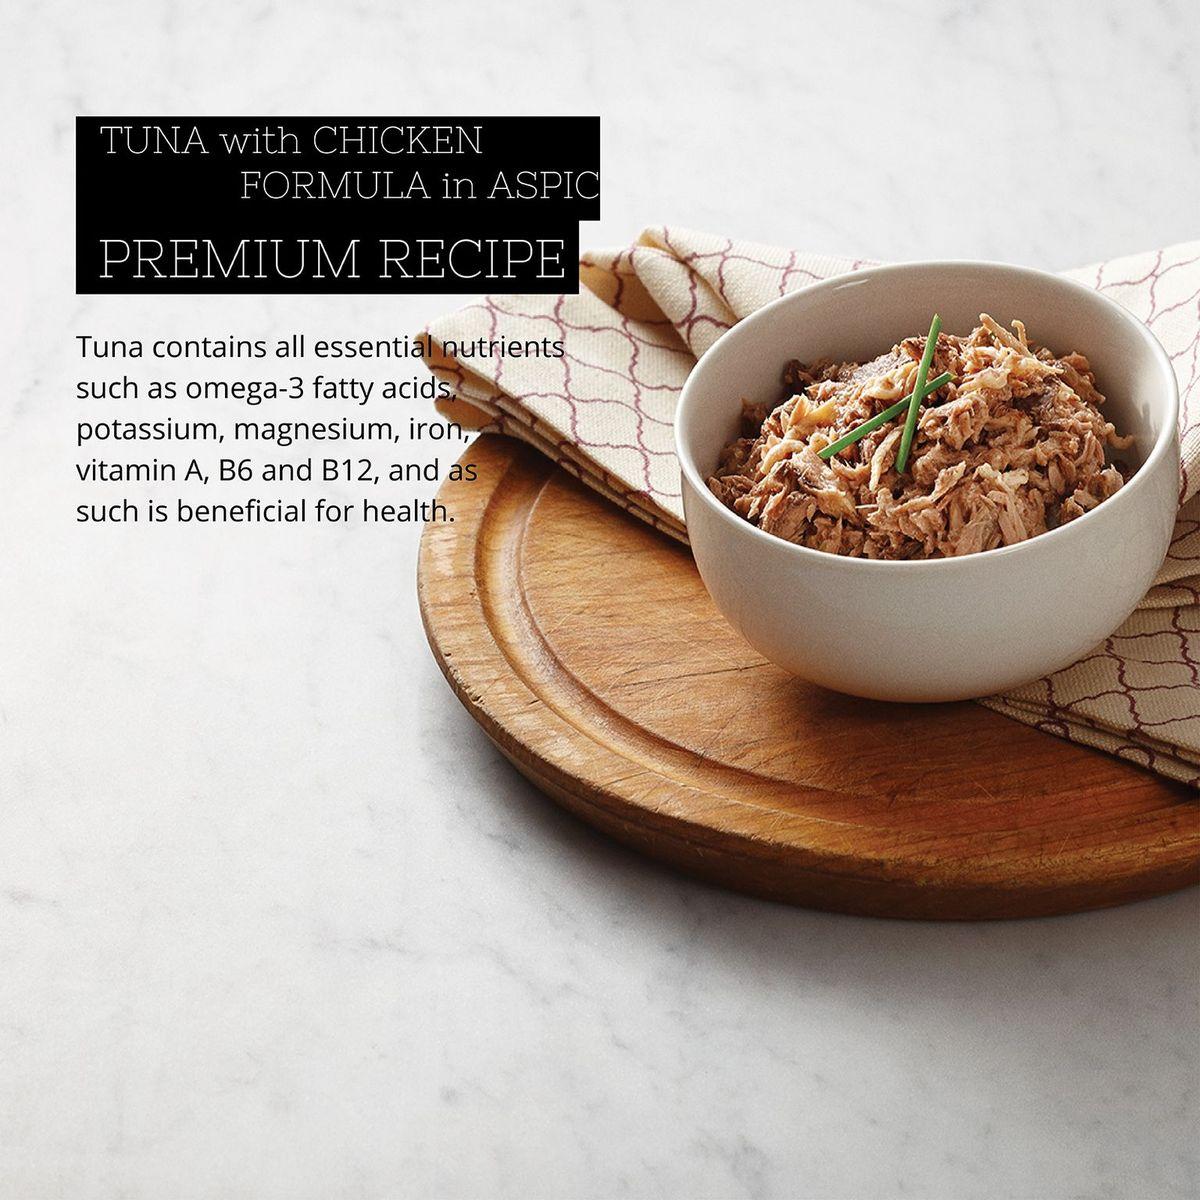 TUNA with CHICKEN
FORMULA in ASPIC
PREMIUM RECIPE
Tuna contains all essential nutrients
such as omega-3 fatty acids,
potassium, magnesium, iron,
vitamin A, B6 and B12, and as
such is beneficial for health.